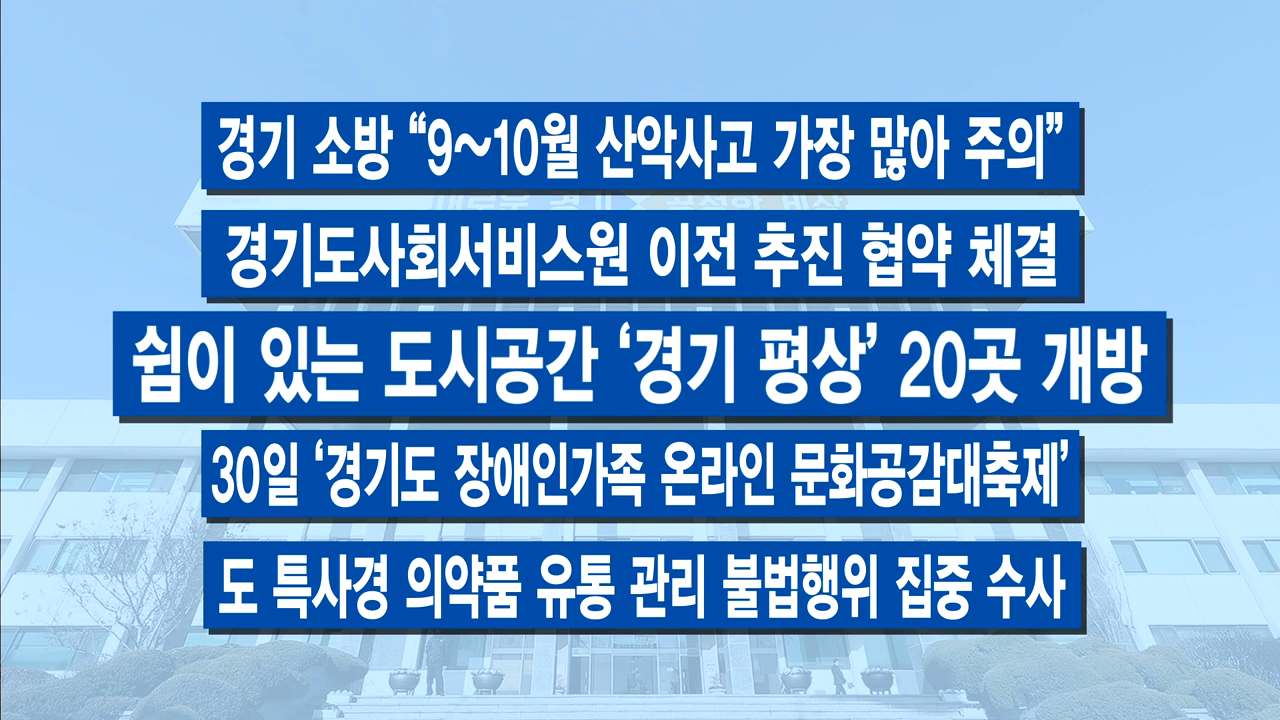 경기 소방 “9~10월 산악사고 가장 많아 주의”
경기도사회서비스원 이전 추진 협약 체결
쉼이 있는 도시공간 ‘경기 평상’ 20곳 개방
30일 ‘경기도 장애인가족 온라인 문화공감대축제’
도 특사경 의약품 유통 관리 불법행위 집중 수사